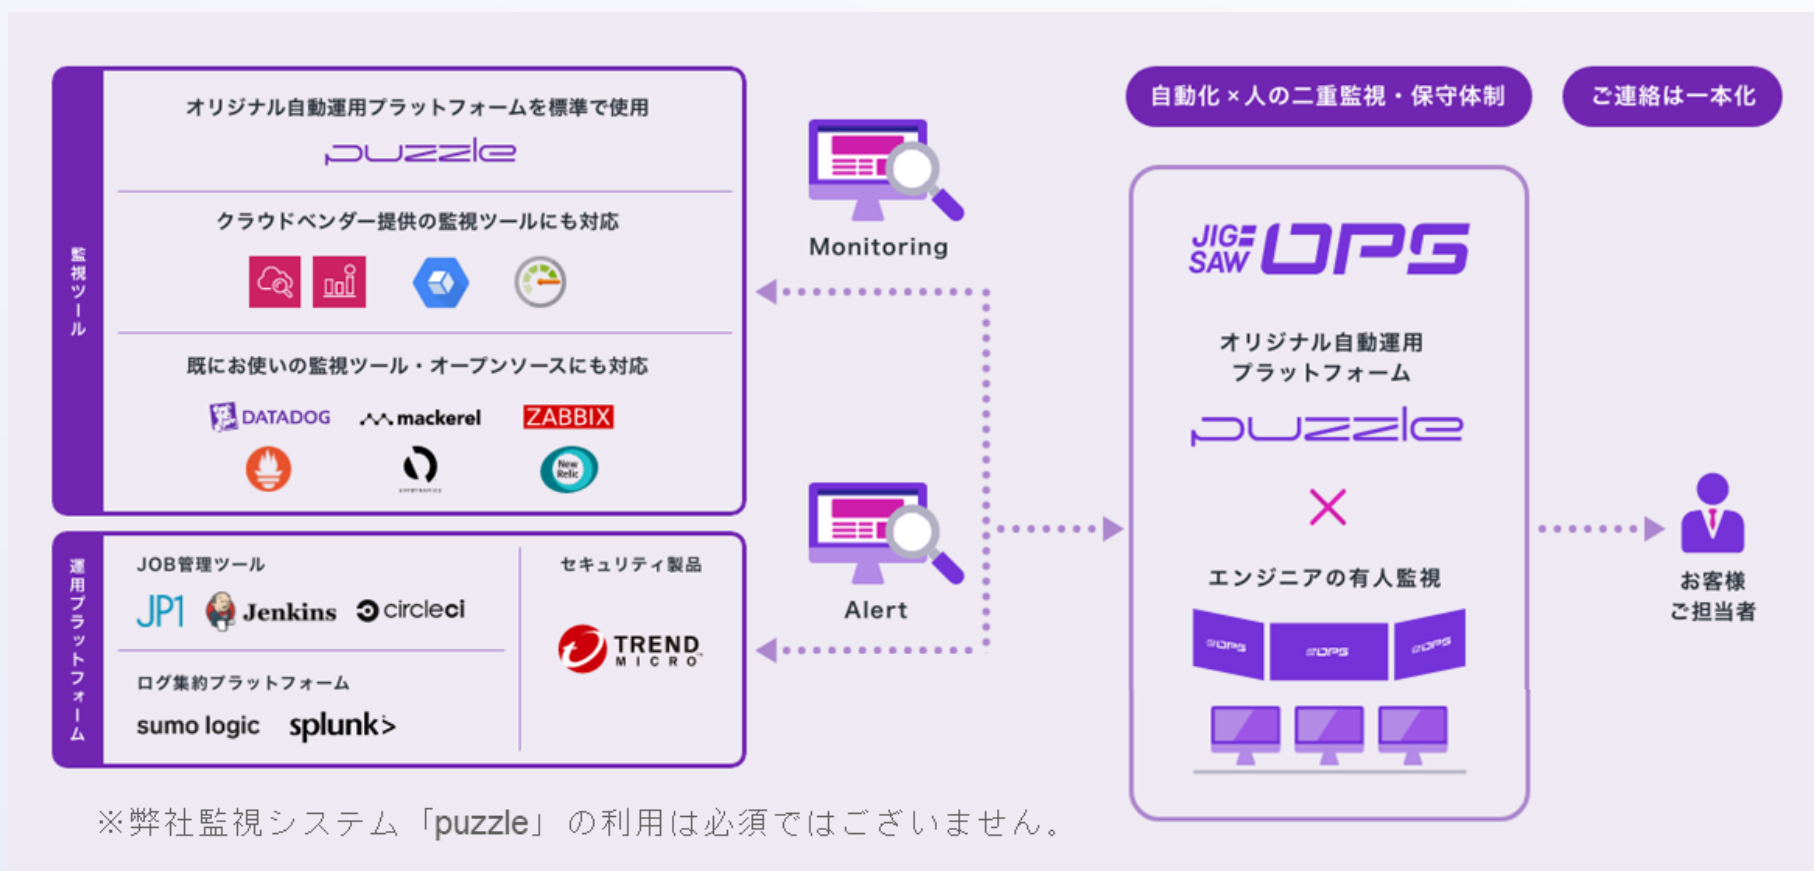 監視ツール
オリジナル自動運用プラットフォームを標準で使用
puzzle
クラウドベンダー提供の監視ツールにも対応
既にお使いの監視ツール・オープンソースにも対応
DATADOG
mackerel
ZABBIX
New
Relic
運用プラットフォーム
JOB管理ツール
JP1
Jenkins
circleci
ログ集約プラットフォーム
sumo logic
splunk>
セキュリティ製品
TREND
MICRO™
Monitoring
Alert
自動化×人の二重監視・保守体制
JIG-SAW OPS
オリジナル自動運用
プラットフォーム
puzzle
×
エンジニアの有人監視
OPS
OPS
OPS
ご連絡は一本化
お客様
ご担当者
※弊社監視システム「puzzle」の利用は必須ではございません。